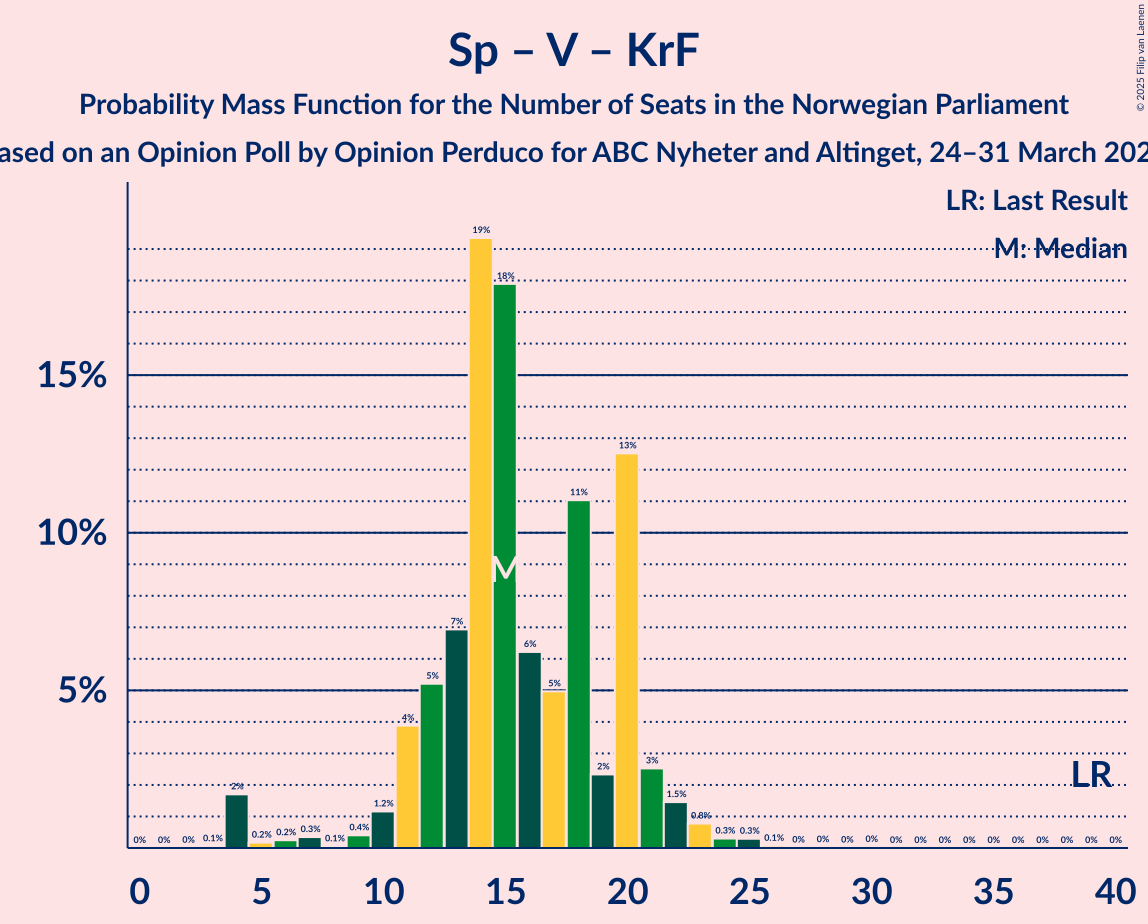 Sp – V – KrF
Probability Mass Function for the Number of Seats in the Norwegian Parliament
ased on an Opinion Poll by Opinion Perduco for ABC Nyheter and Altinget, 24–31 March 202
© 2025 Filip van Laenen
LR: Last Result
M: Median
15%
10%
5%
0% 0% 0% 0.1% 2% 0.2% 0.2% 0.3% 0.1% 0.4% 1.2% 4% 5% 7% 19% 18% 6% 5% 11% 2% 13% 3% 1.5% 0.8% 0.3% 0.3% 0.1% 0% 0% 0% 0% 0% 0% 0% 0% 0% 0% 0% 0% 0% 0%
M
LR
0 5 10 15 20 25 30 35 40